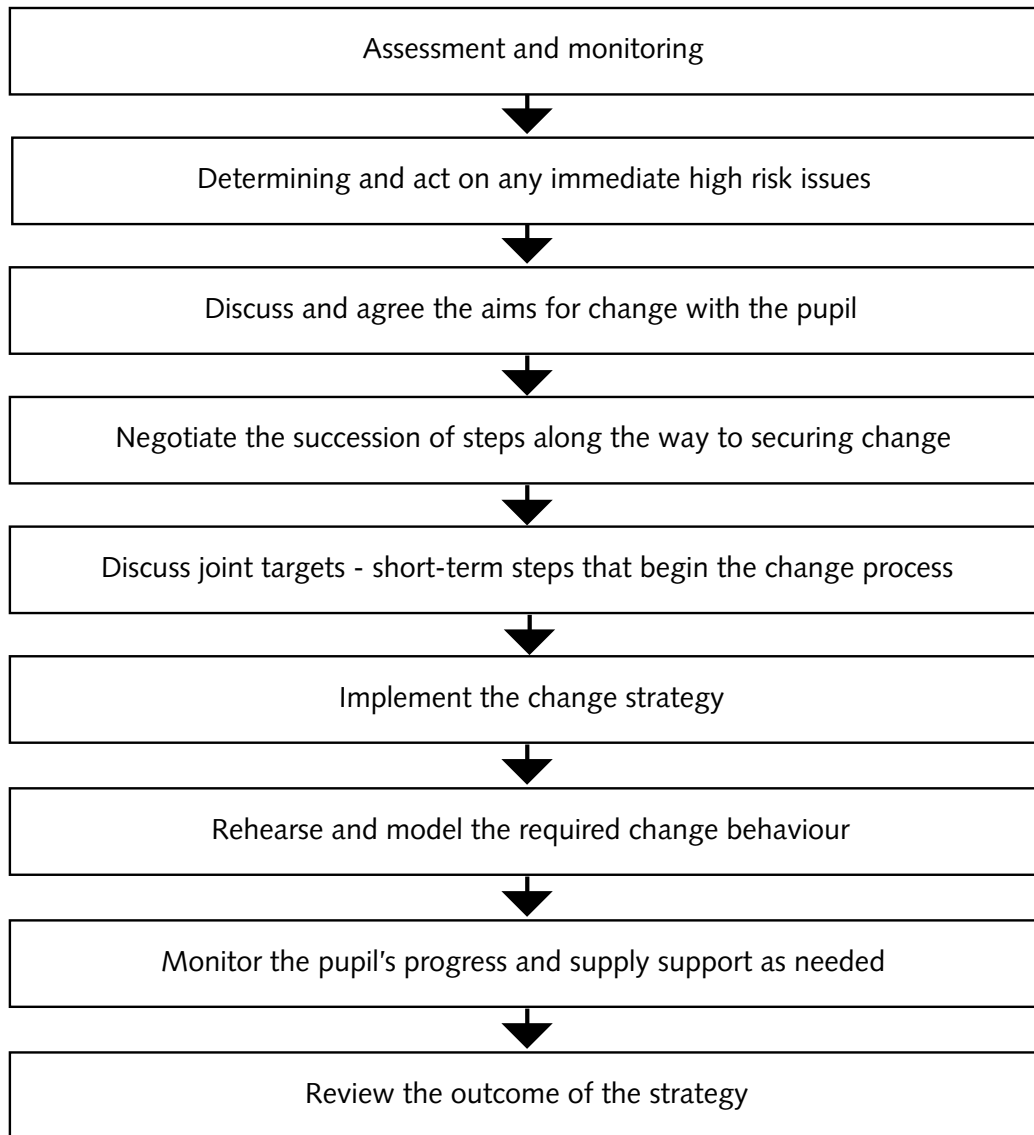 Assessment and monitoring
Determining and act on any immediate high risk issues
Discuss and agree the aims for change with the pupil
Negotiate the succession of steps along the way to securing change
Discuss joint targets - short-term steps that begin the change process
Implement the change strategy
Rehearse and model the required change behaviour
Monitor the pupil's progress and supply support as needed
Review the outcome of the strategy